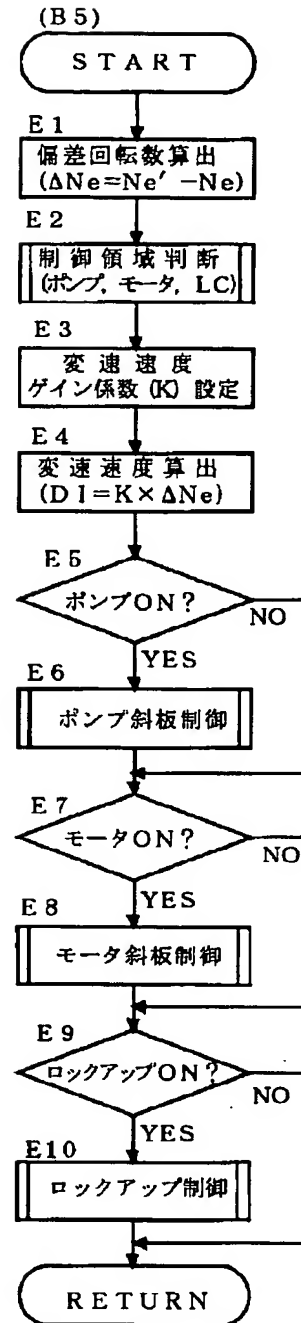 (B5)
START
E1
偏差回転数算出
(ΔNe=Ne′-Ne)
E2
制御領域判断
(ポンプ, モータ, LC)
E3
変速速度
ゲイン係数(K)設定
E4
変速速度算出
(DI=K×ΔNe)
E5
ポンプON?
NO
YES
E6
ポンプ斜板制御
E7
モータON?
NO
YES
E8
モータ斜板制御
E9
ロックアップON?
NO
YES
E10
ロックアップ制御
RETURN